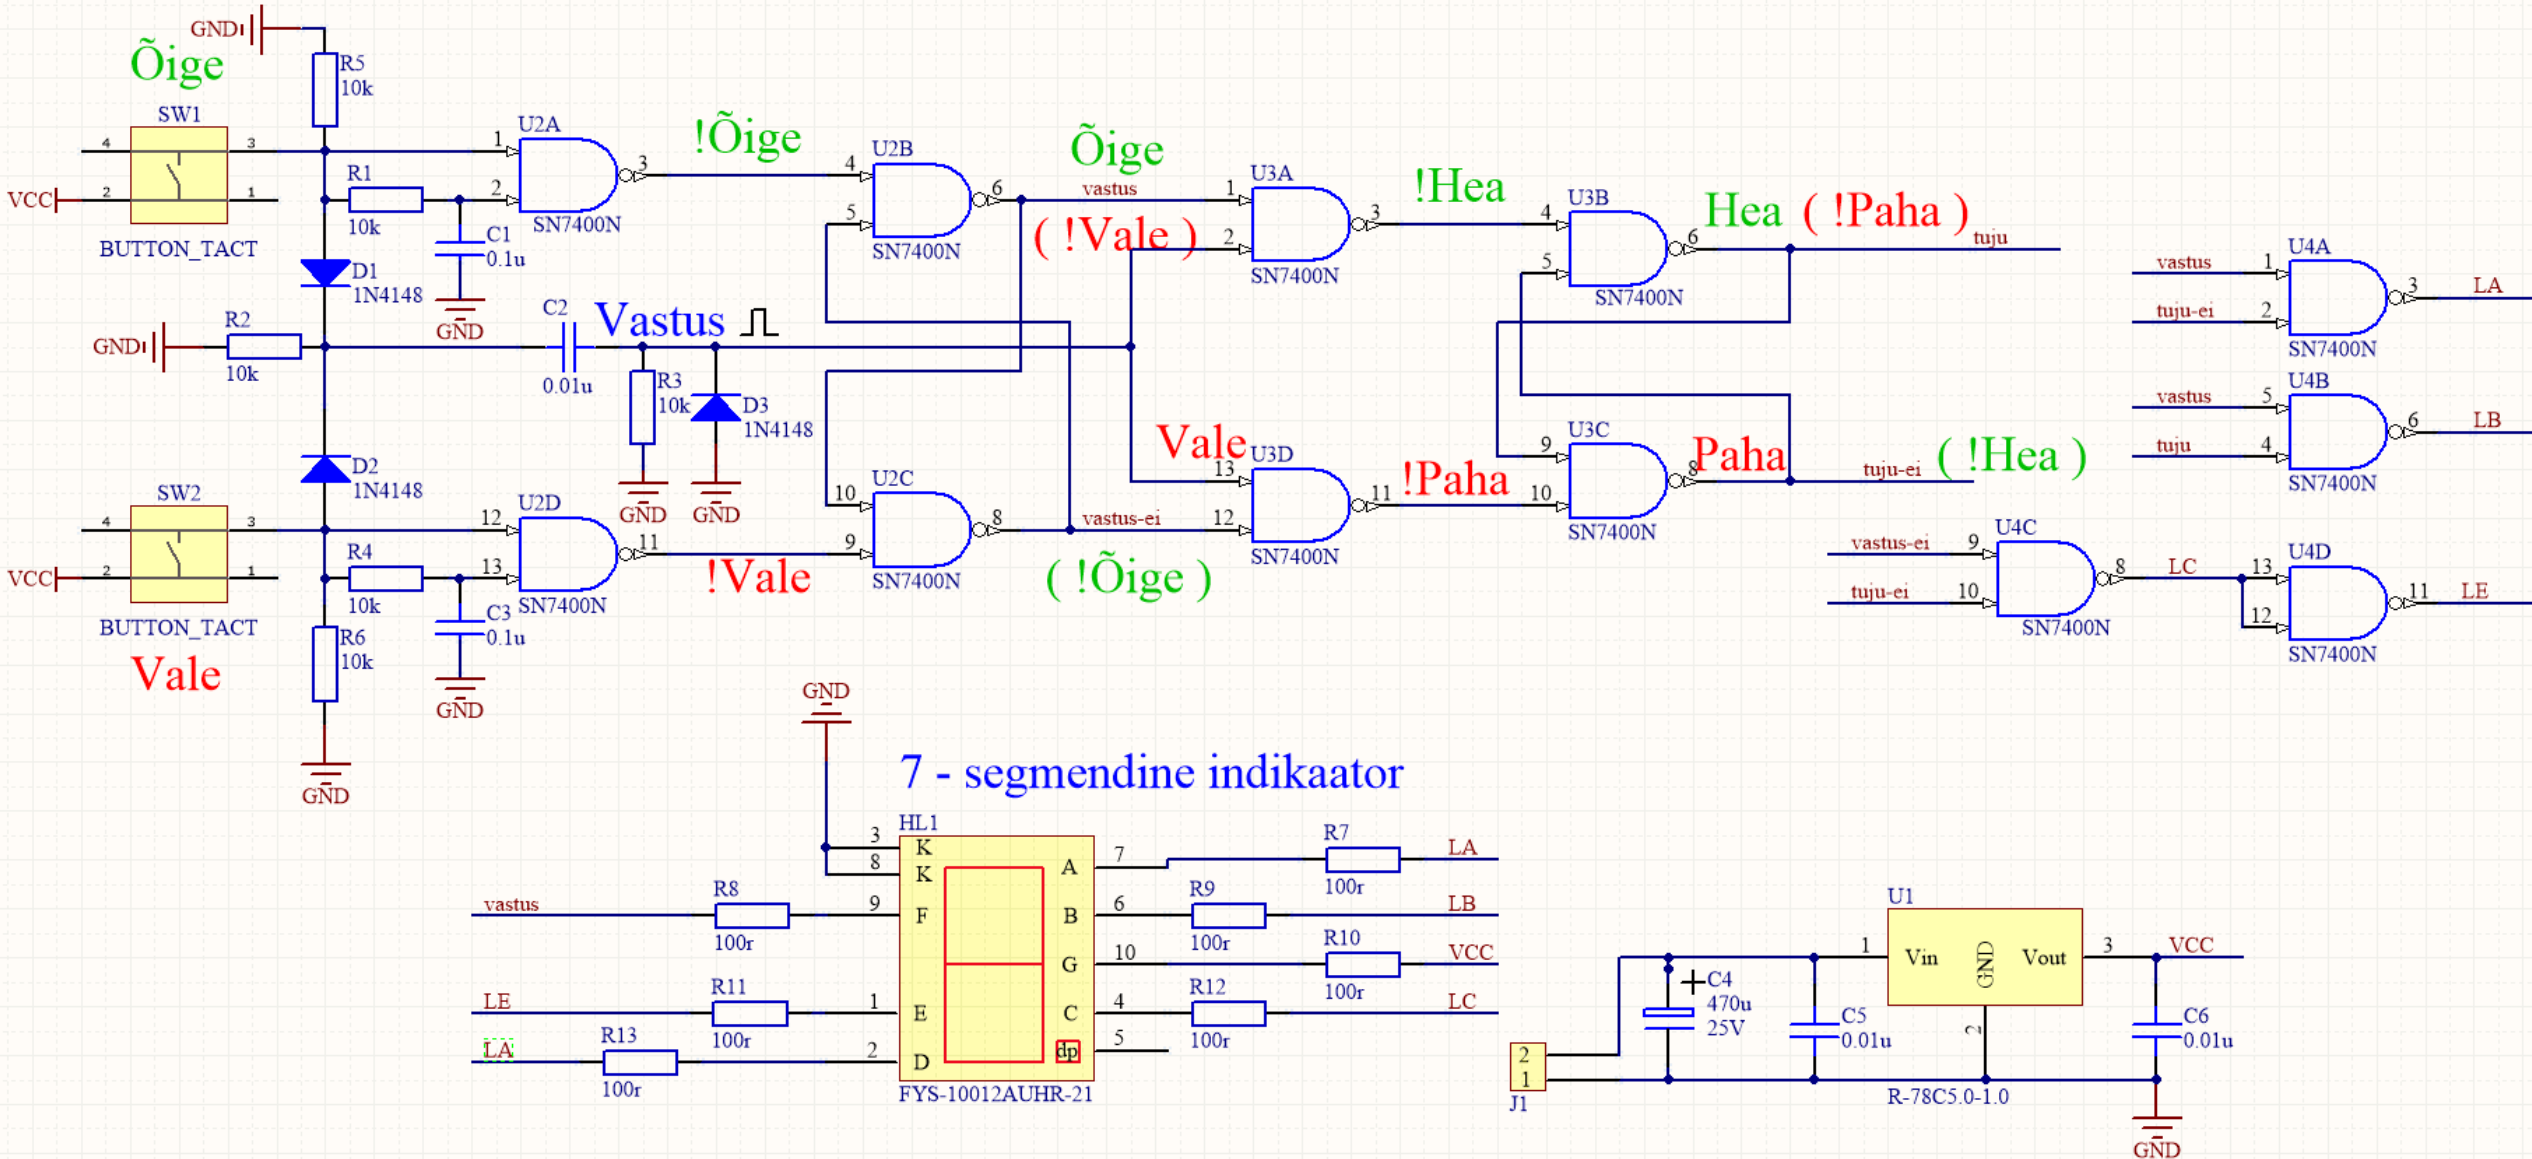 GND
Õige
R5
10k
SW1
4
3
VCC
2
1
BUTTON_TACT
R1
10k
1
2
U2A
3
SN7400N
C1
0.1u
GND
D1
1N4148
!Õige
U2B
4
5
6
SN7400N
Õige
vastus
( !Vale )
U3A
1
2
3
SN7400N
!Hea
U3B
4
5
6
SN7400N
Hea ( !Paha )
tuju
GND
R2
10k
C2
0.01u
Vastus
R3
10k
GND
D3
1N4148
GND
D2
1N4148
SW2
4
3
VCC
2
1
BUTTON_TACT
Vale
R4
10k
12
13
U2D
11
SN7400N
C3
0.1u
GND
R6
10k
GND
!Vale
U2C
10
9
8
SN7400N
vastus-ei
( !Õige )
Vale
U3D
13
12
11
SN7400N
!Paha
U3C
9
10
8
SN7400N
Paha
tuju-ei
( !Hea )
U4A
vastus
1
tuju-ei
2
3
LA
SN7400N
U4B
vastus
5
tuju
4
6
LB
SN7400N
U4C
vastus-ei
9
tuju-ei
10
8
LC
SN7400N
U4D
13
12
11
LE
SN7400N
GND
7 - segmendine indikaator
HL1
3
K
8
K
vastus
R8
100r
9
F
LE
R11
100r
1
E
LA
R13
100r
2
D
A
7
R7
100r
LA
B
6
R9
100r
LB
G
10
R10
100r
VCC
C
4
R12
100r
LC
dp
5
FYS-10012AUHR-21
J1
2
1
C4
470u
25V
C5
0.01u
U1
1
Vin
GND
Vout
3
VCC
2
R-78C5.0-1.0
C6
0.01u
GND